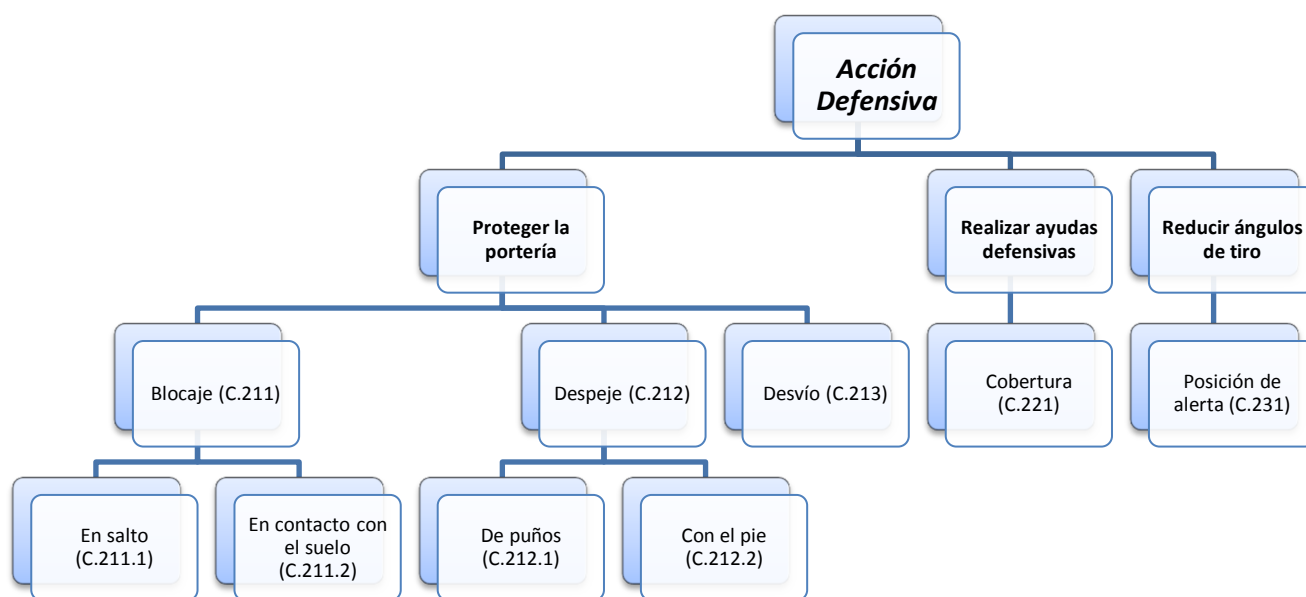 Acción
Defensiva
Proteger la
portería
Realizar ayudas
defensivas
Reducir ángulos
de tiro
Blocaje (C.211)
Despeje (C.212)
Desvío (C.213)
Cobertura
(C.221)
Posición de
alerta (C.231)
En salto
(C.211.1)
En contacto con
el suelo
(C.211.2)
De puños
(C.212.1)
Con el pie
(C.212.2)